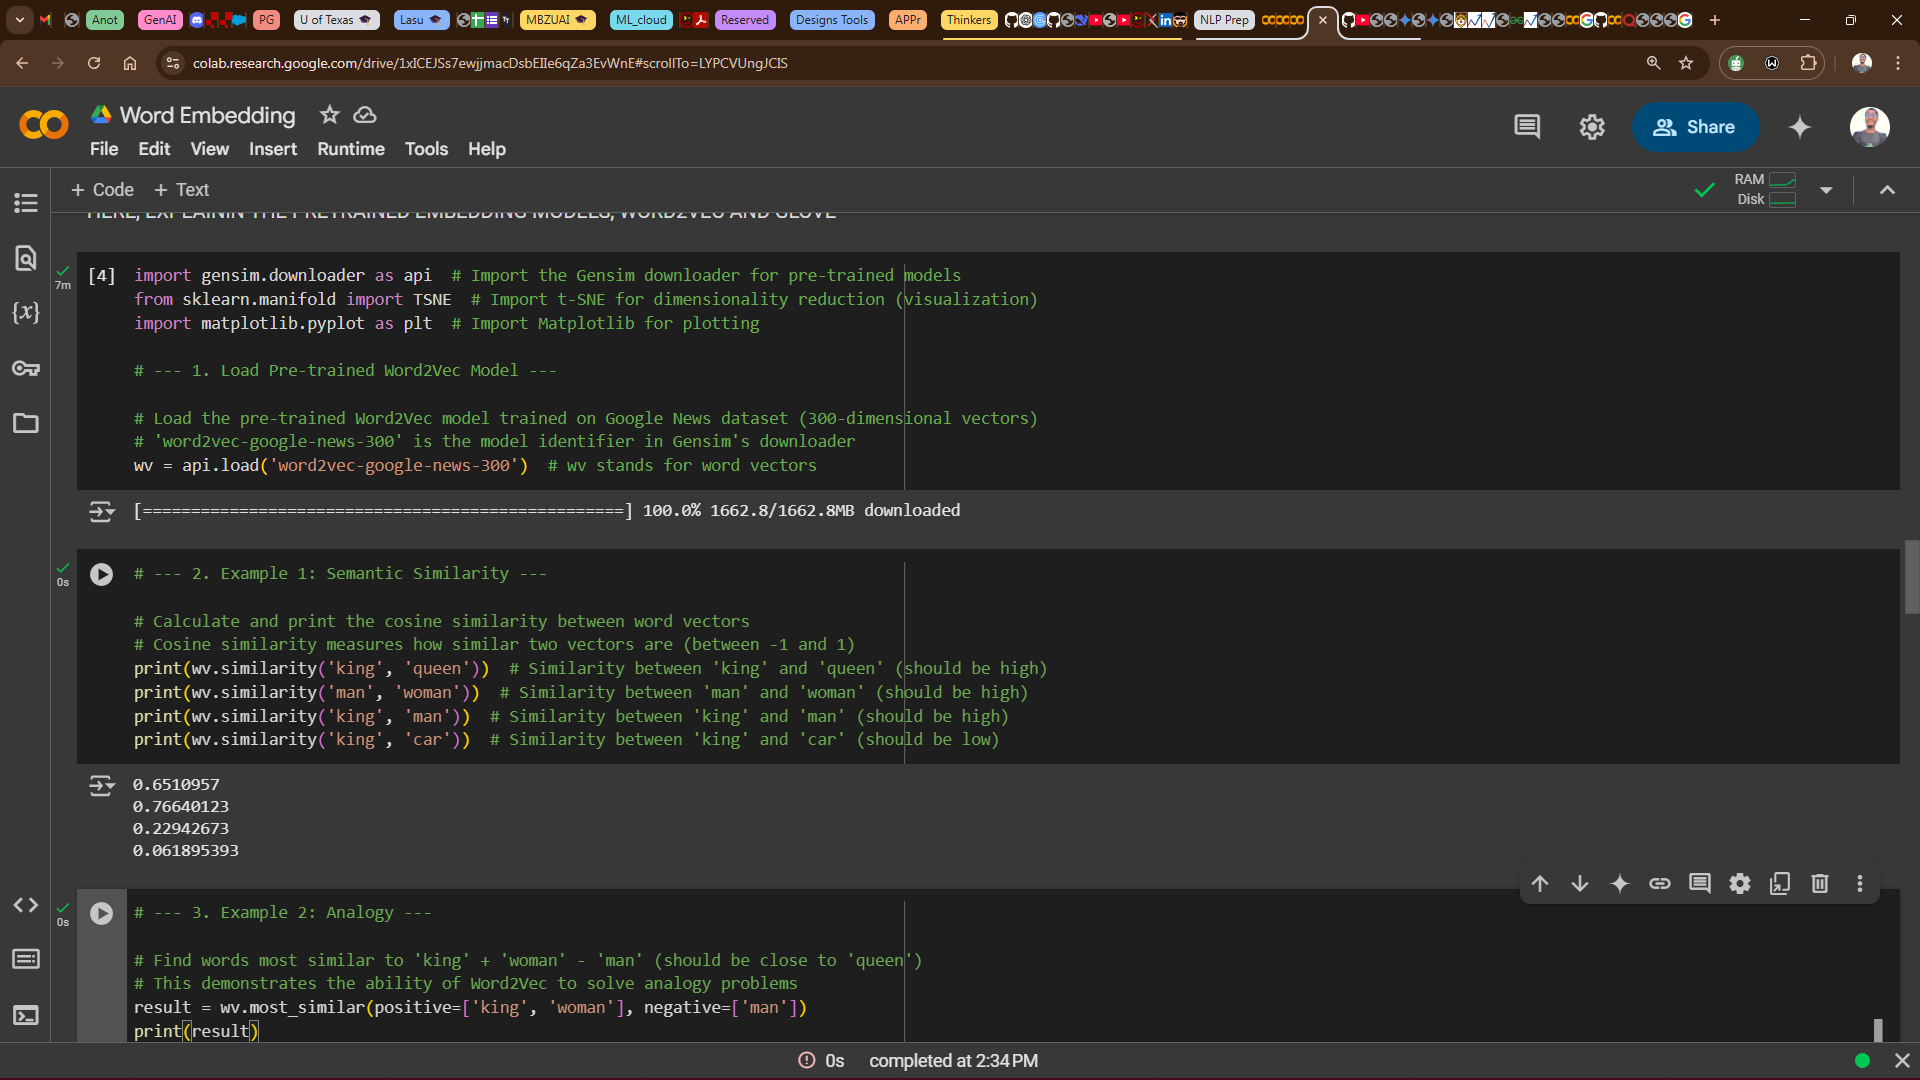 Anot GenAI PG U of Texas Lasu MBZUAI ML_cloud Reserved Designs Tools APPr Thinkers NLP Prep
colab.research.google.com/drive/1xICEJSs7ewjjmacDsbEIIe6qZa3EvWnE#scrollTo=LYPCVUngJCIS
Word Embedding
File Edit View Insert Runtime Tools Help
Share
+ Code + Text
RAM
Disk
HERE, EXPLAININ THE PRETRAINED EMBEDDING MODELS, WORD2VEC AND GLOVE
7m
[4] import gensim.downloader as api  # Import the Gensim downloader for pre-trained models
from sklearn.manifold import TSNE  # Import t-SNE for dimensionality reduction (visualization)
import matplotlib.pyplot as plt  # Import Matplotlib for plotting
# --- 1. Load Pre-trained Word2Vec Model ---
# Load the pre-trained Word2Vec model trained on Google News dataset (300-dimensional vectors)
# 'word2vec-google-news-300' is the model identifier in Gensim's downloader
wv = api.load('word2vec-google-news-300')  # wv stands for word vectors
[==================================================] 100.0% 1662.8/1662.8MB downloaded
0s
# --- 2. Example 1: Semantic Similarity ---
# Calculate and print the cosine similarity between word vectors
# Cosine similarity measures how similar two vectors are (between -1 and 1)
print(wv.similarity('king', 'queen'))  # Similarity between 'king' and 'queen' (should be high)
print(wv.similarity('man', 'woman'))  # Similarity between 'man' and 'woman' (should be high)
print(wv.similarity('king', 'man'))  # Similarity between 'king' and 'man' (should be high)
print(wv.similarity('king', 'car'))  # Similarity between 'king' and 'car' (should be low)
0.6510957
0.76640123
0.22942673
0.061895393
0s
# --- 3. Example 2: Analogy ---
# Find words most similar to 'king' + 'woman' - 'man' (should be close to 'queen')
# This demonstrates the ability of Word2Vec to solve analogy problems
result = wv.most_similar(positive=['king', 'woman'], negative=['man'])
print(result)
0s completed at 2:34 PM